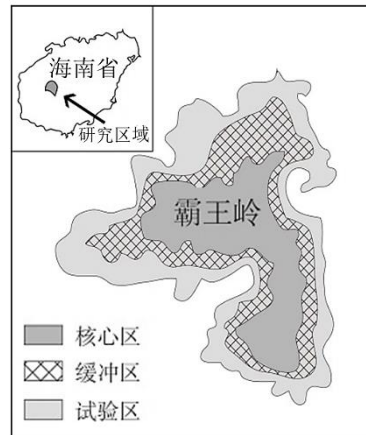 海南省
研究区域
霸王岭
核心区
缓冲区
试验区